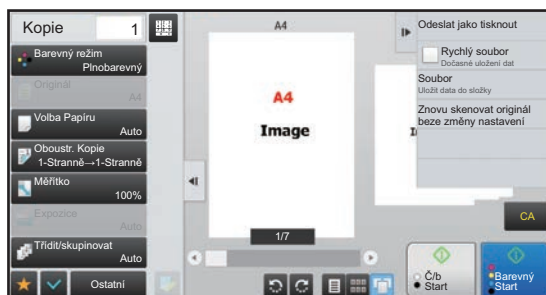 Kopie 1
Barevný režim
Plnobarevný
Originál
A4
Volba Papíru
Auto
Oboustr. Kopie
1-Stranně→1-Stranně
Měřítko
100%
Expozice
Auto
Třídit/skupinovat
Auto
Ostatní
A4
A4
Image
1/7
Odeslat jako tisknout
Rychlý soubor
Dočasné uložení dat
Soubor
Uložit data do složky
Znovu skenovat originál
beze změny nastavení
CA
Č/b
Start
Barevný
Start